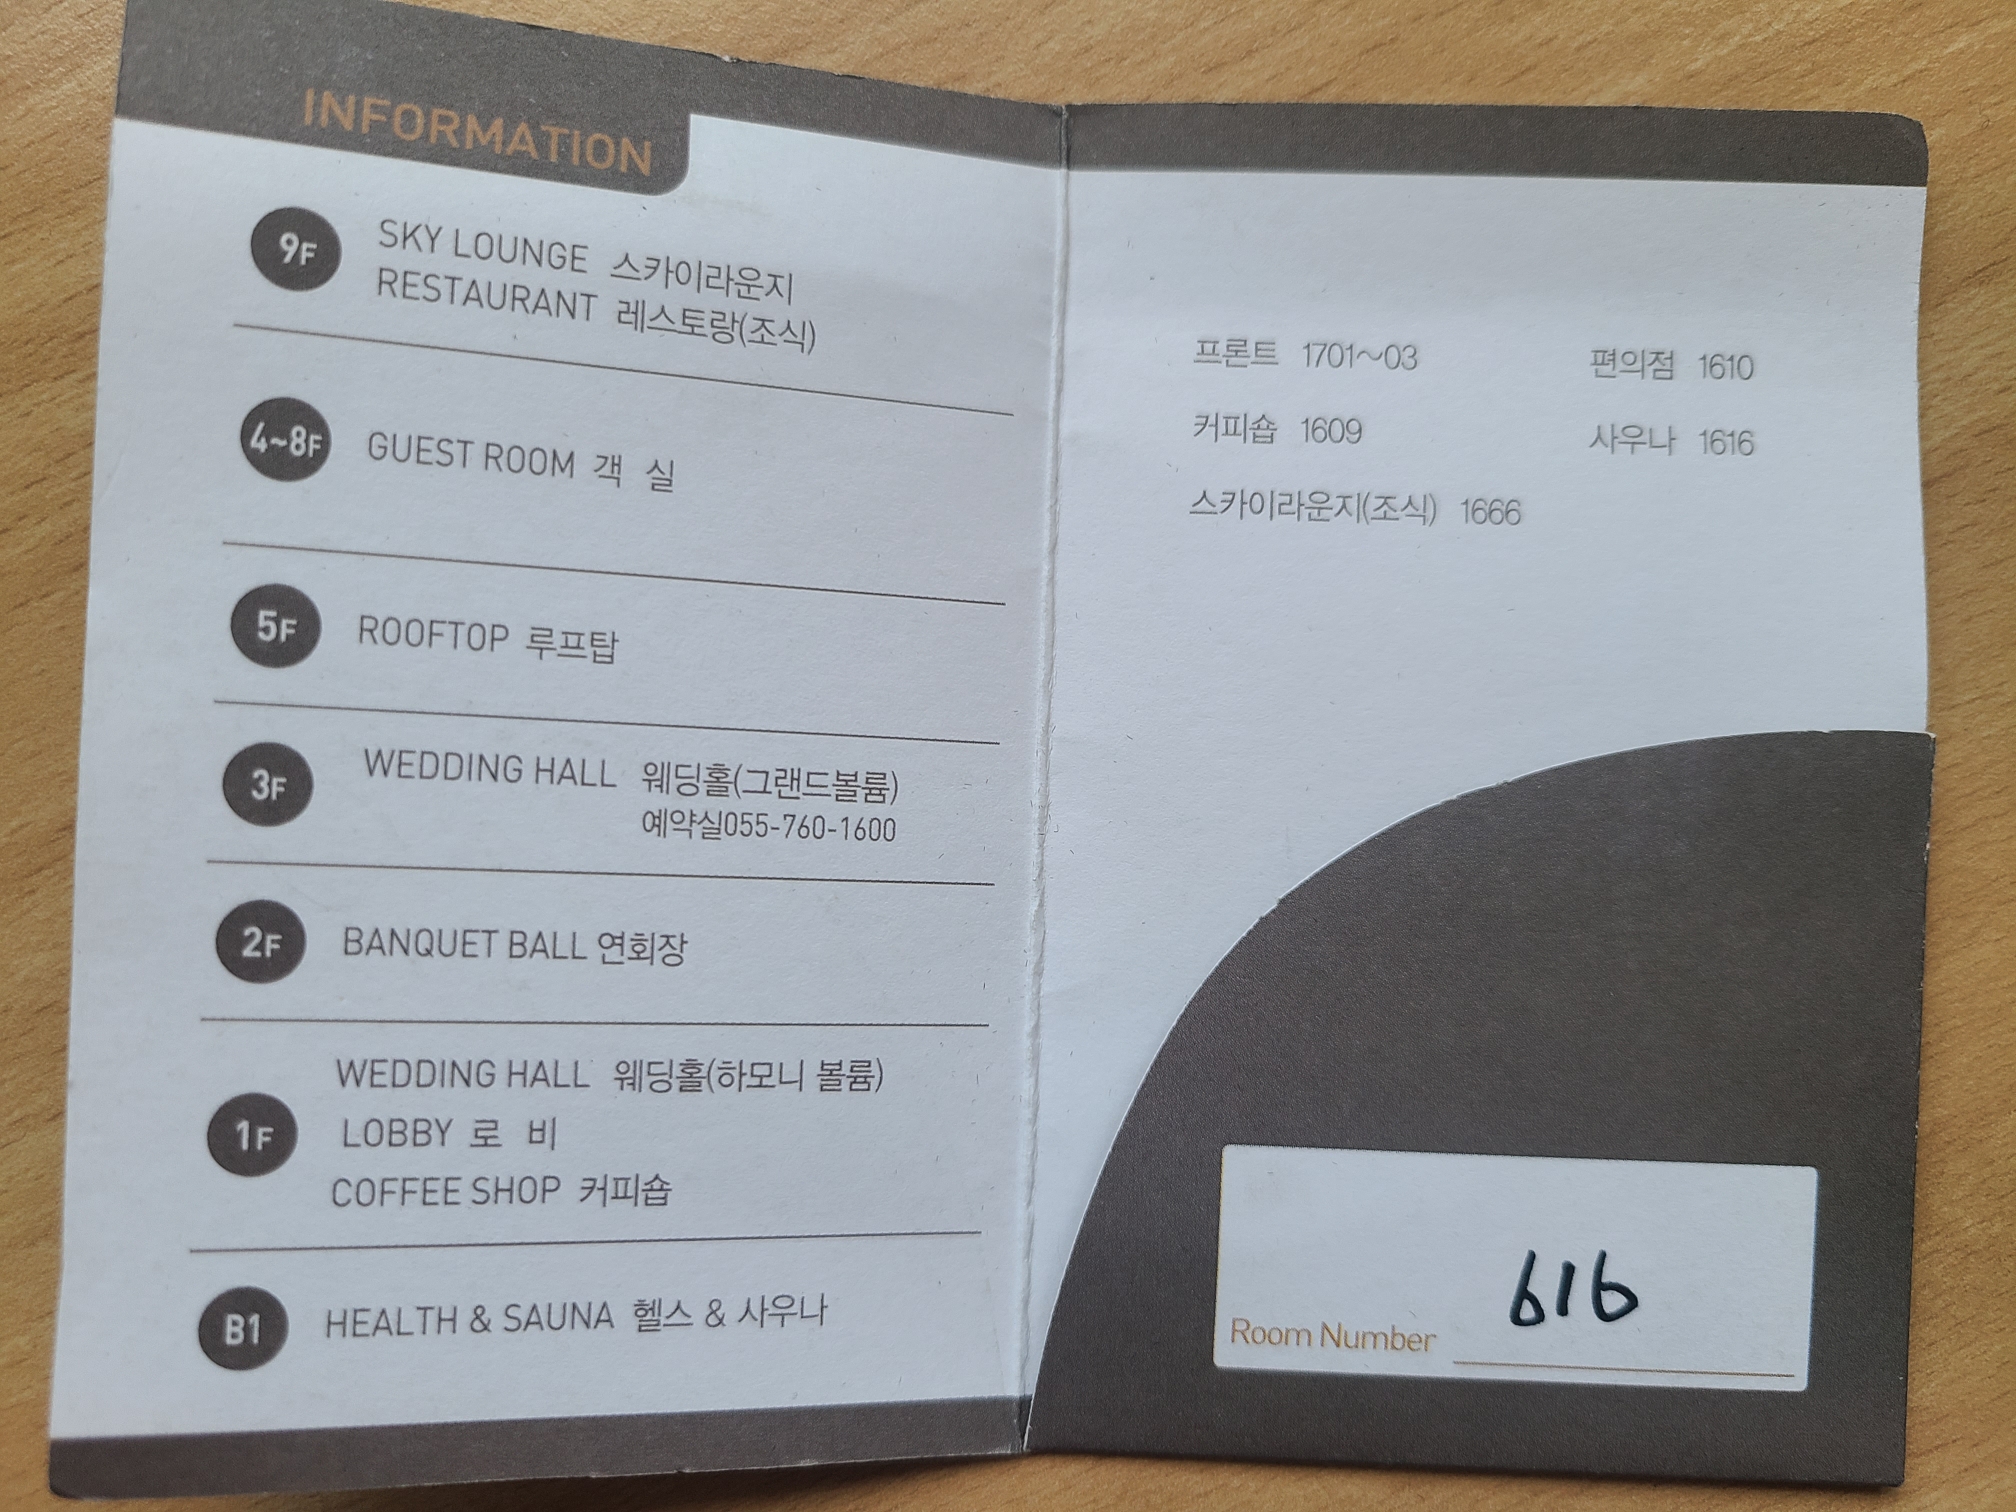 INFORMATION
9F
SKY LOUNGE 스카이라운지
RESTAURANT 레스토랑(조식)
4~8F
GUEST ROOM 객 실
5F
ROOFTOP 루프탑
3F
WEDDING HALL 웨딩홀(그랜드볼륨)
예약실055-760-1600
2F
BANQUET BALL 연회장
1F
WEDDING HALL 웨딩홀(하모니 볼륨)
LOBBY 로 비
COFFEE SHOP 커피숍
B1
HEALTH & SAUNA 헬스 & 사우나
프론트 1701~03 편의점 1610
커피숍 1609 사우나 1616
스카이라운지(조식) 1666
Room Number 616